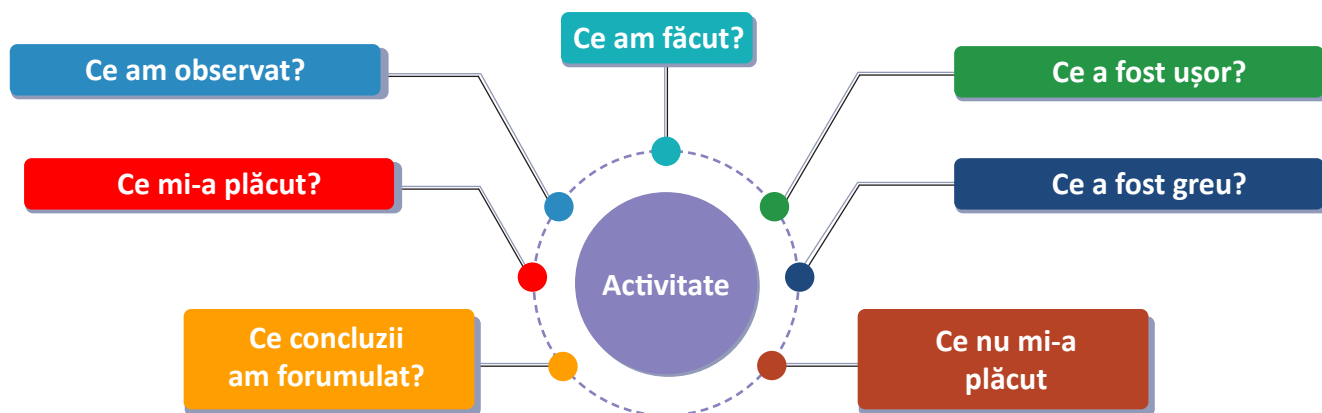 Ce am făcut?
Ce am observat?
Ce a fost ușor?
Ce mi-a plăcut?
Ce a fost greu?
Activitate
Ce concluzii
am forumulat?
Ce nu mi-a
plăcut